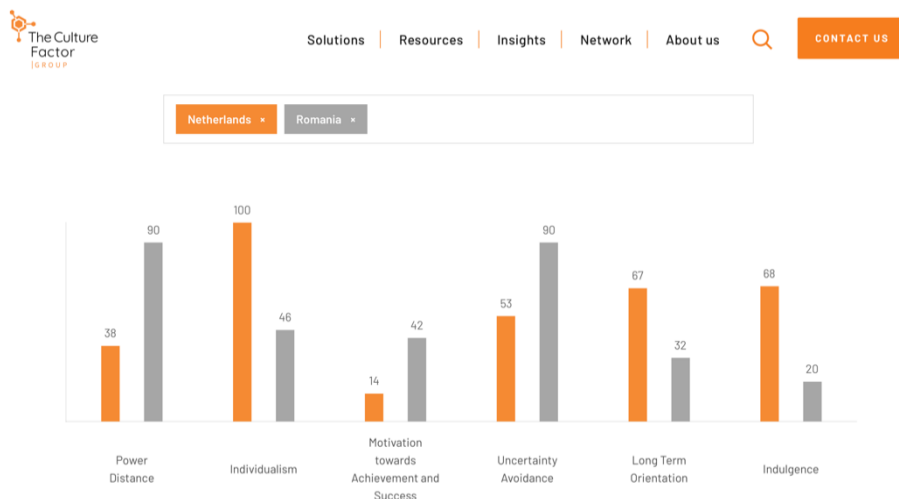 The Culture
Factor
|GROUP
Solutions
Resources
Insights
Network
About us
CONTACT US
Netherlands ×
Romania ×
38
90
100
46
14
42
53
90
67
32
68
20
Power
Distance
Individualism
Motivation
towards
Achievement and
Success
Uncertainty
Avoidance
Long Term
Orientation
Indulgence